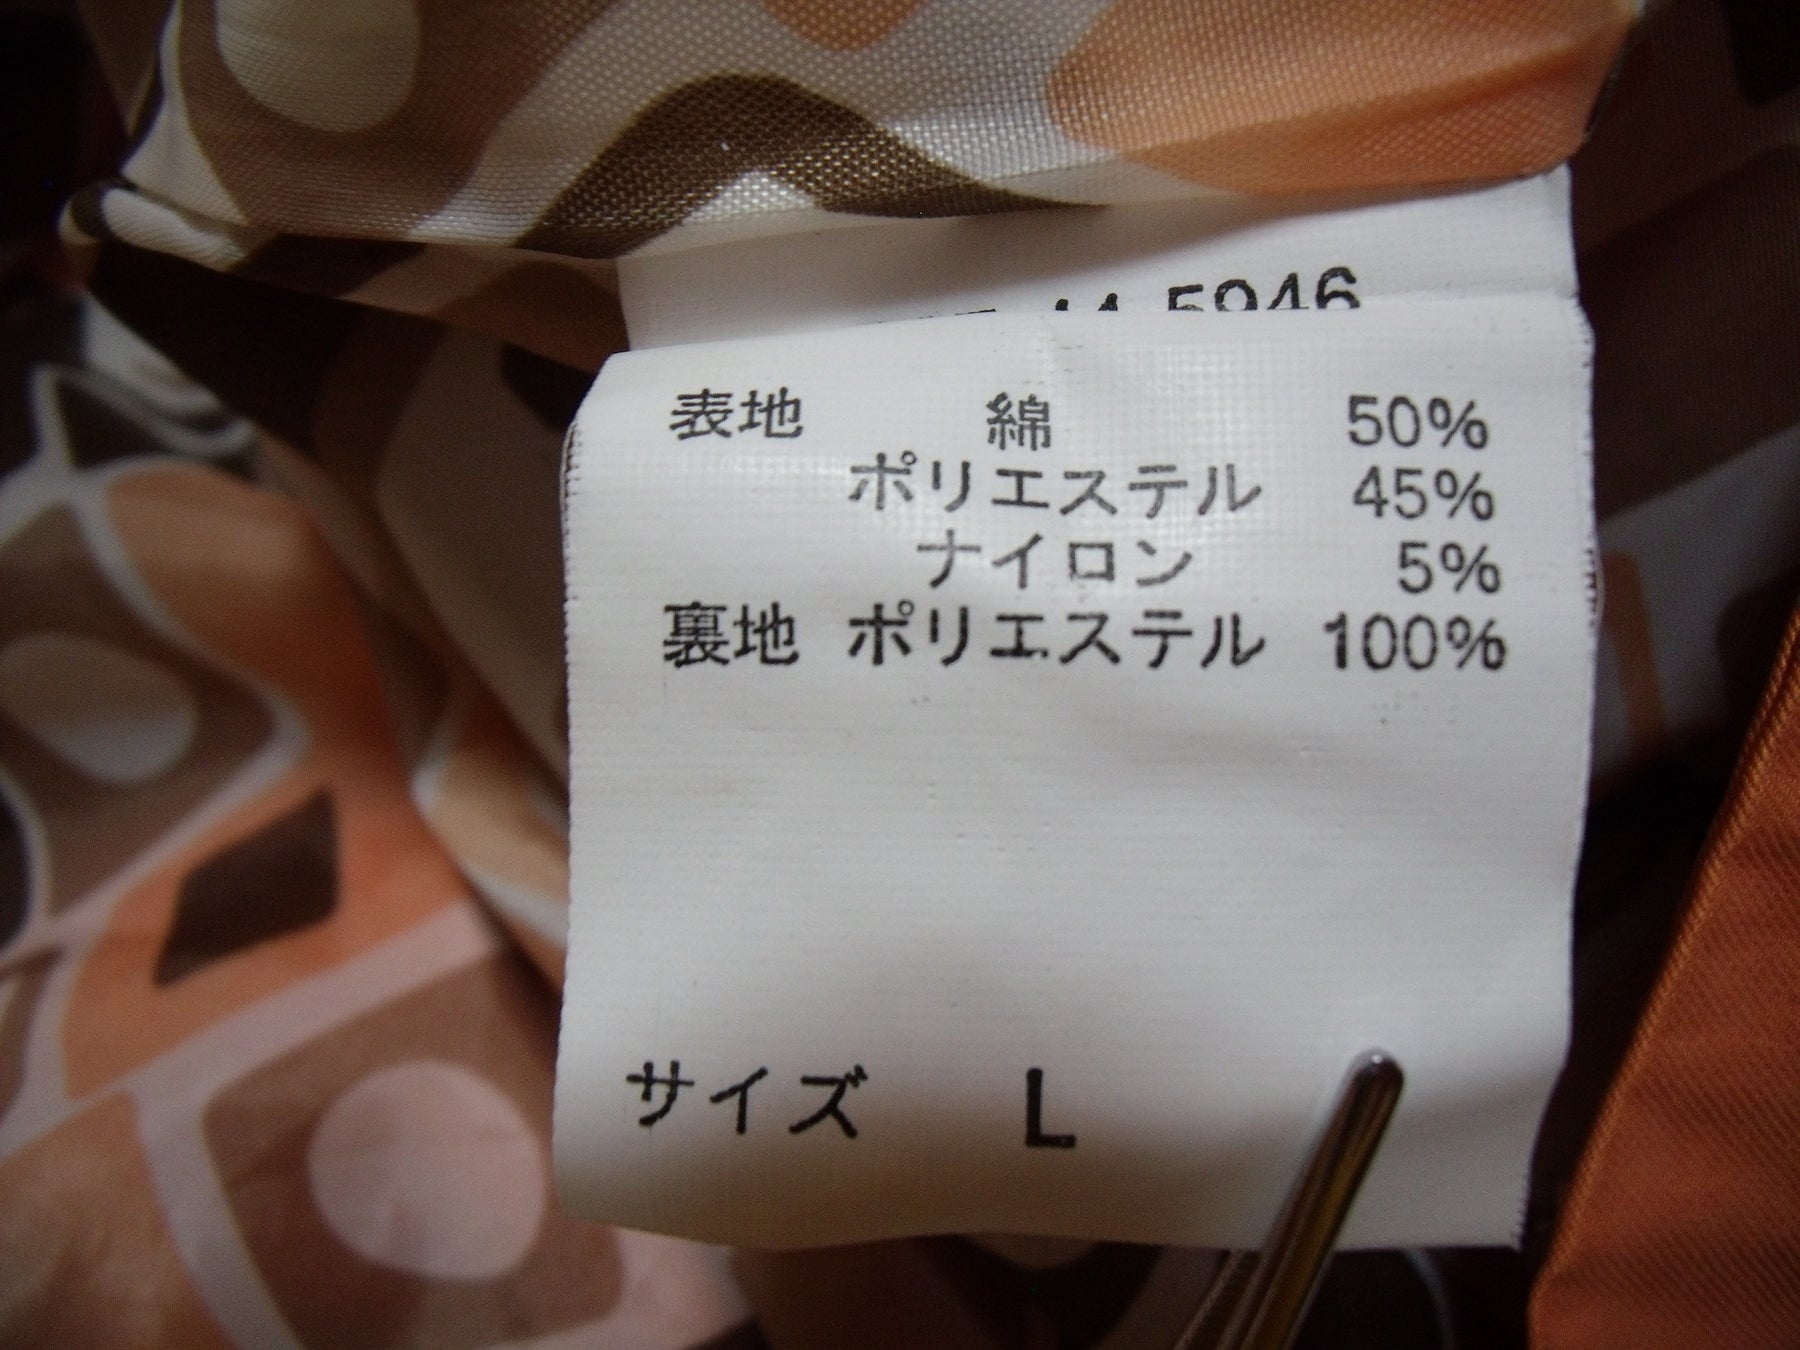 5946
表地 綿 50%
ポリエステル 45%
ナイロン 5%
裏地 ポリエステル 100%
サイズ L